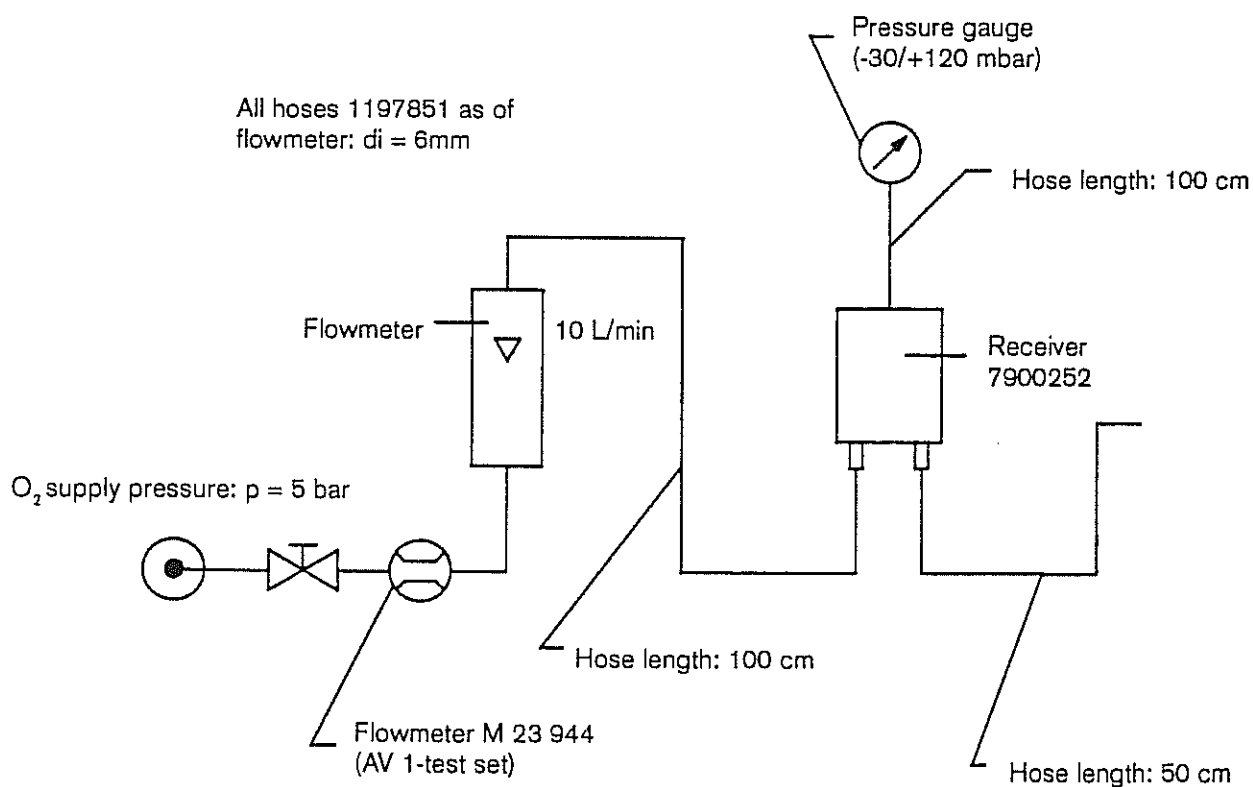 Pressure gauge
(-30/+120 mbar)
All hoses 1197851 as of
flowmeter: di = 6mm
Hose length: 100 cm
Flowmeter
10 L/min
Receiver
7900252
O₂ supply pressure: p = 5 bar
Hose length: 100 cm
Flowmeter M 23 944
(AV 1-test set)
Hose length: 50 cm